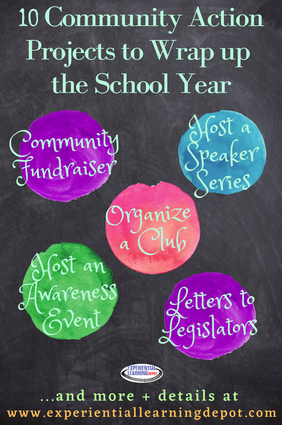 10 Community Action
Projects to Wrap up
the School Year
Community
Fundraiser
Host a
Speaker
Series
Organize
a Club
Host an
Awareness
Event
Letters to
Legislators
EXPERIENTIAL
LEARNING DEPOT
...and more + details at
www.experientiallearningdepot.com